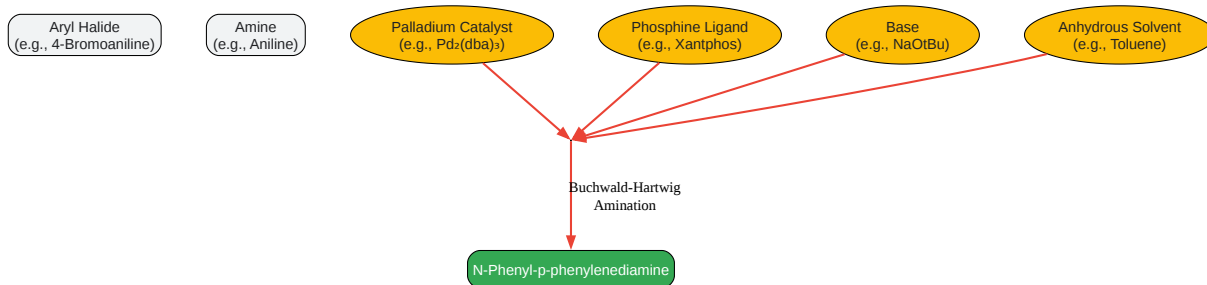 Aryl Halide
(e.g., 4-Bromoaniline)
Amine
(e.g., Aniline)
Palladium Catalyst
(e.g., Pd₂(dba)₃)
Phosphine Ligand
(e.g., Xantphos)
Base
(e.g., NaOtBu)
Anhydrous Solvent
(e.g., Toluene)
Buchwald-Hartwig
Amination
N-Phenyl-p-phenylenediamine